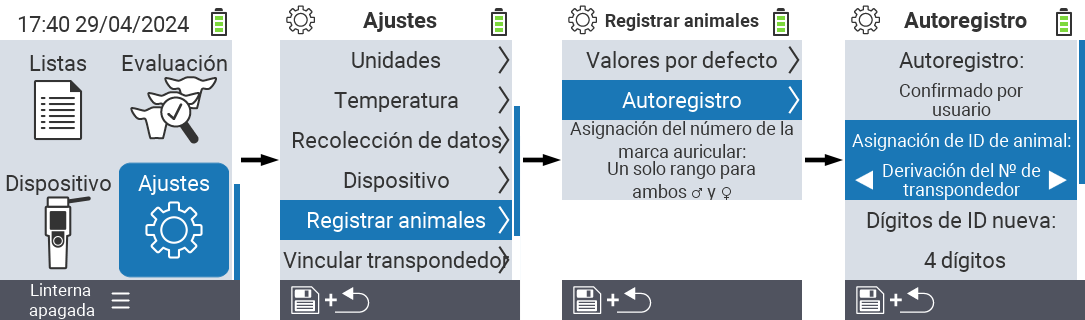 17:40 29/04/2024
Listas
Evaluación
Dispositivo
Ajustes
Linterna
apagada
Ajustes
Unidades
Temperatura
Recolección de datos
Dispositivo
Registrar animales
Vincular transpondedor
+
Registrar animales
Valores por defecto
Autoregistro
Asignación del número de la
marca auricular:
Un solo rango para
ambos ♂ y ♀
+
Autoregistro
Autoregistro:
Confirmado por
usuario
Asignación de ID de animal:
Derivación del Nº de
transpondedor
Dígitos de ID nueva:
4 dígitos
+